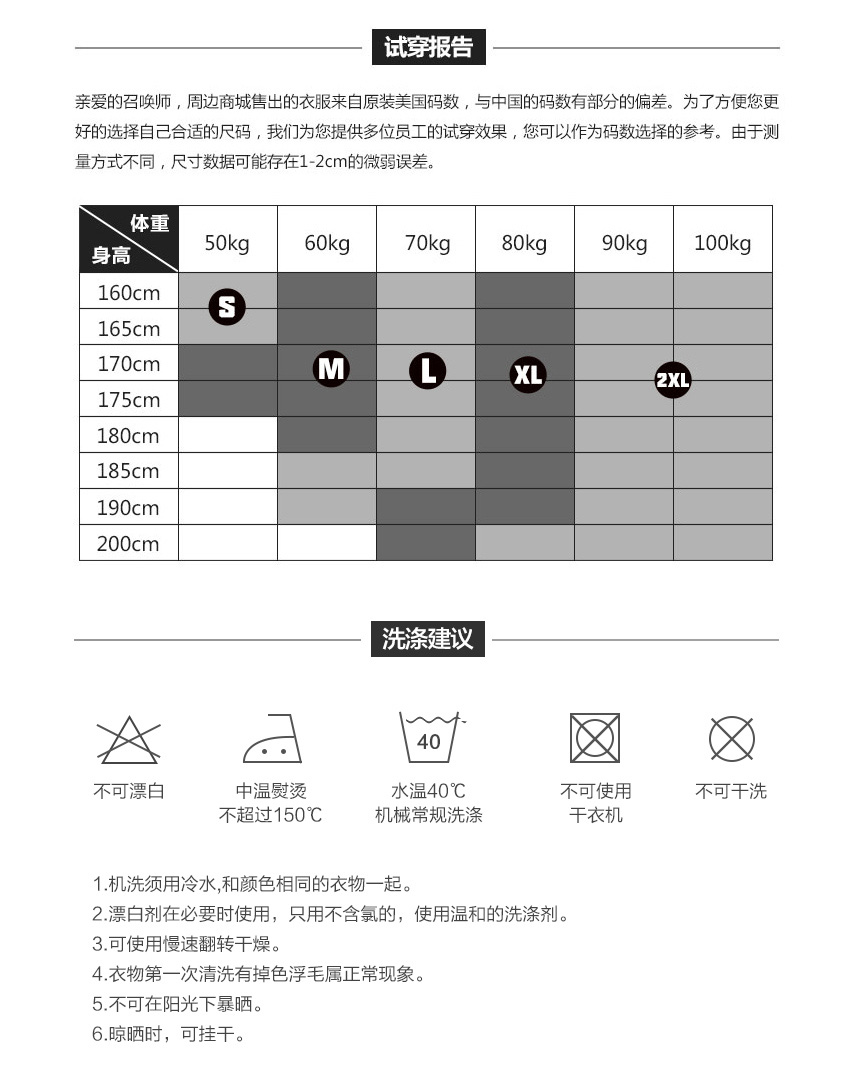 试穿报告
亲爱的召唤师，周边商城售出的衣服来自原装美国码数，与中国的码数有部分的偏差。为了方便您更
好的选择自己合适的尺码，我们为您提供多位员工的试穿效果，您可以作为码数选择的参考。由于测
量方式不同，尺寸数据可能存在1-2cm的微弱误差。
体重 50kg 60kg 70kg 80kg 90kg 100kg
身高
160cm
S
165cm
170cm
M L XL 2XL
175cm
180cm
185cm
190cm
200cm
洗涤建议
40
不可漂白 中温熨烫 水温40℃ 不可使用 不可干洗
不超过150℃ 机械常规洗涤 干衣机
1.机洗须用冷水,和颜色相同的衣物一起。
2.漂白剂在必要时使用，只用不含氯的，使用温和的洗涤剂。
3.可使用慢速翻转干燥。
4.衣物第一次清洗有掉色浮毛属正常现象。
5.不可在阳光下暴晒。
6.晾晒时，可挂干。